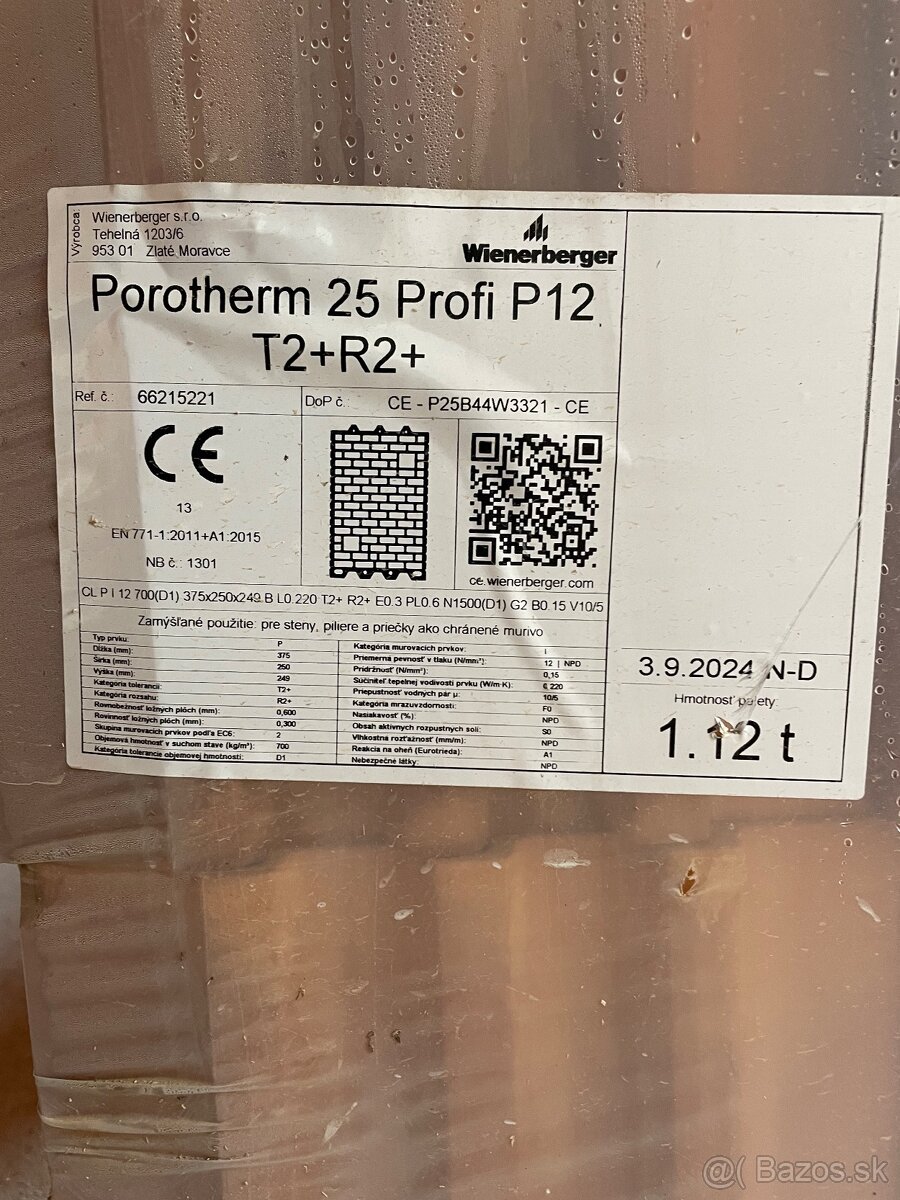 Výrobca:
Wienerberger s.r.o.
Tehelná 1203/6
953 01 Zlaté Moravce
Wienerberger
Porotherm 25 Profi P12
T2+R2+
Ref. č.: 66215221
DoP č.: CE - P25B44W3321 - CE
CE
13
EN 771-1:2011+A1:2015
NB č.: 1301
ce.wienerberger.com
CL P I 12 700(D1) 375x250x249 B L0.220 T2+ R2+ E0.3 PL0.6 N1500(D1) G2 B0.15 V10/5
Zamýšľané použitie: pre steny, piliere a priečky ako chránené murivo
Typ prvku: P
Dĺžka (mm): 375
Šírka (mm): 250
Výška (mm): 249
Kategória tolerancií: T2+
Kategória rozsahu: R2+
Rovnobežnosť ložných plôch (mm): 0,600
Rovinnosť ložných plôch (mm): 0,300
Skupina murovacích prvkov podľa EC6: 2
Objemová hmotnosť v suchom stave (kg/m³): 700
Kategória tolerancie objemovej hmotnosti: D1
Kategória murovacích prvkov: I
Priemerná pevnosť v tlaku (N/mm²): 12 | NPD
Prídržnosť (N/mm²): 0,15
Súčiniteľ tepelnej vodivosti prvku (W/m·K): 0,220
Priepustnosť vodných pár µ: 10/5
Kategória mrazuvzdornosti: F0
Nasiakavosť (%): NPD
Obsah aktívnych rozpustných solí: S0
Vlhkostná rozťažnosť (mm/m): NPD
Reakcia na oheň (Eurotrieda): A1
Nebezpečné látky: NPD
3.9.2024 N-D
Hmotnosť palety:
1.12 t
@( Bazos.sk